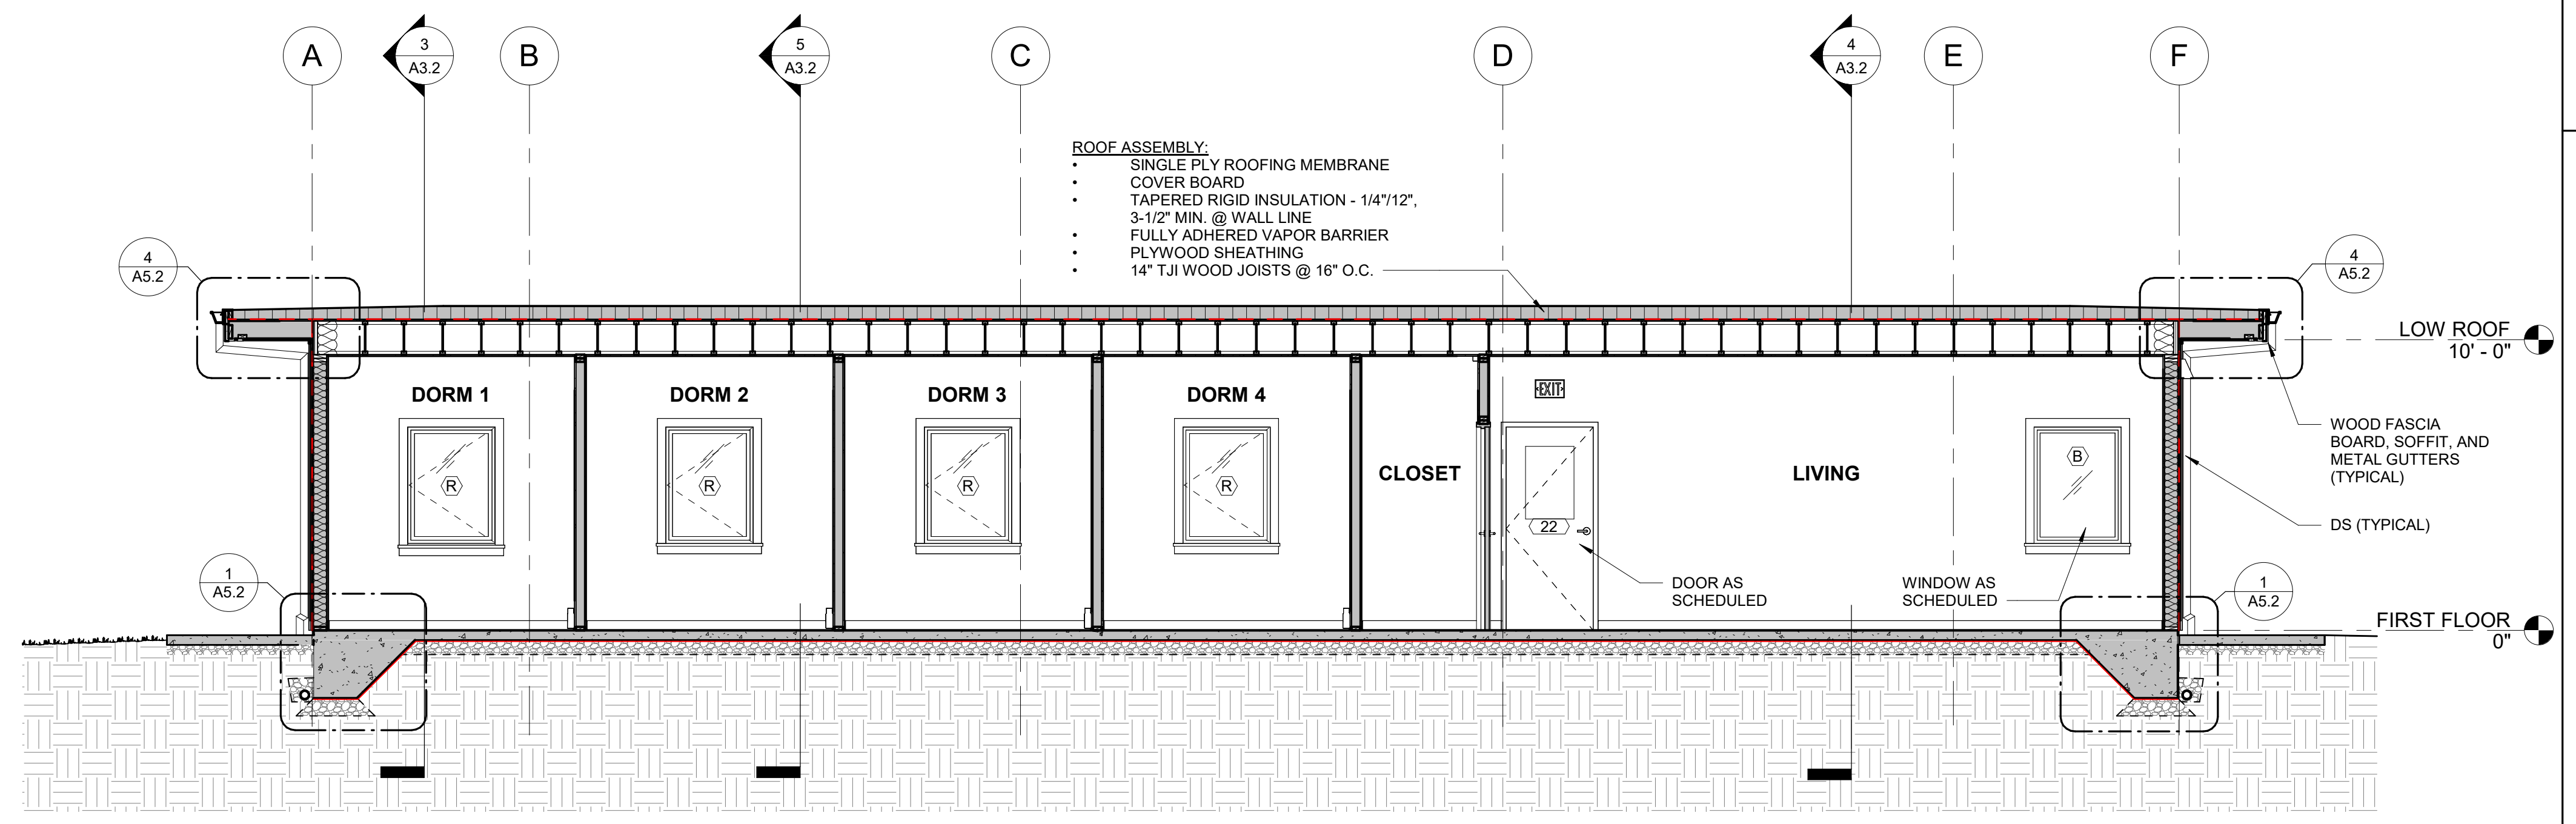 A
3
A3.2
B
5
A3.2
C
D
4
A3.2
E
F
ROOF ASSEMBLY:
• SINGLE PLY ROOFING MEMBRANE
• COVER BOARD
• TAPERED RIGID INSULATION - 1/4"/12",
3-1/2" MIN. @ WALL LINE
• FULLY ADHERED VAPOR BARRIER
• PLYWOOD SHEATHING
• 14" TJI WOOD JOISTS @ 16" O.C.
4
A5.2
4
A5.2
LOW ROOF
10' - 0"
DORM 1
DORM 2
DORM 3
DORM 4
EXIT
CLOSET
LIVING
R
R
R
R
22
B
WOOD FASCIA
BOARD, SOFFIT, AND
METAL GUTTERS
(TYPICAL)
DS (TYPICAL)
1
A5.2
DOOR AS
SCHEDULED
WINDOW AS
SCHEDULED
1
A5.2
FIRST FLOOR
0"